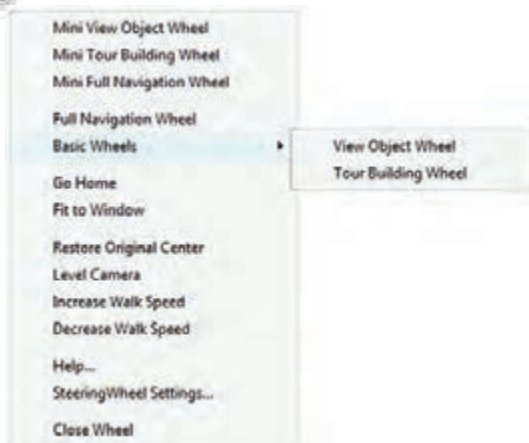 Mini View Object Wheel
Mini Tour Building Wheel
Mini Full Navigation Wheel
Full Navigation Wheel
Basic Wheels
View Object Wheel
Tour Building Wheel
Go Home
Fit to Window
Restore Original Center
Level Camera
Increase Walk Speed
Decrease Walk Speed
Help...
SteeringWheel Settings...
Close Wheel